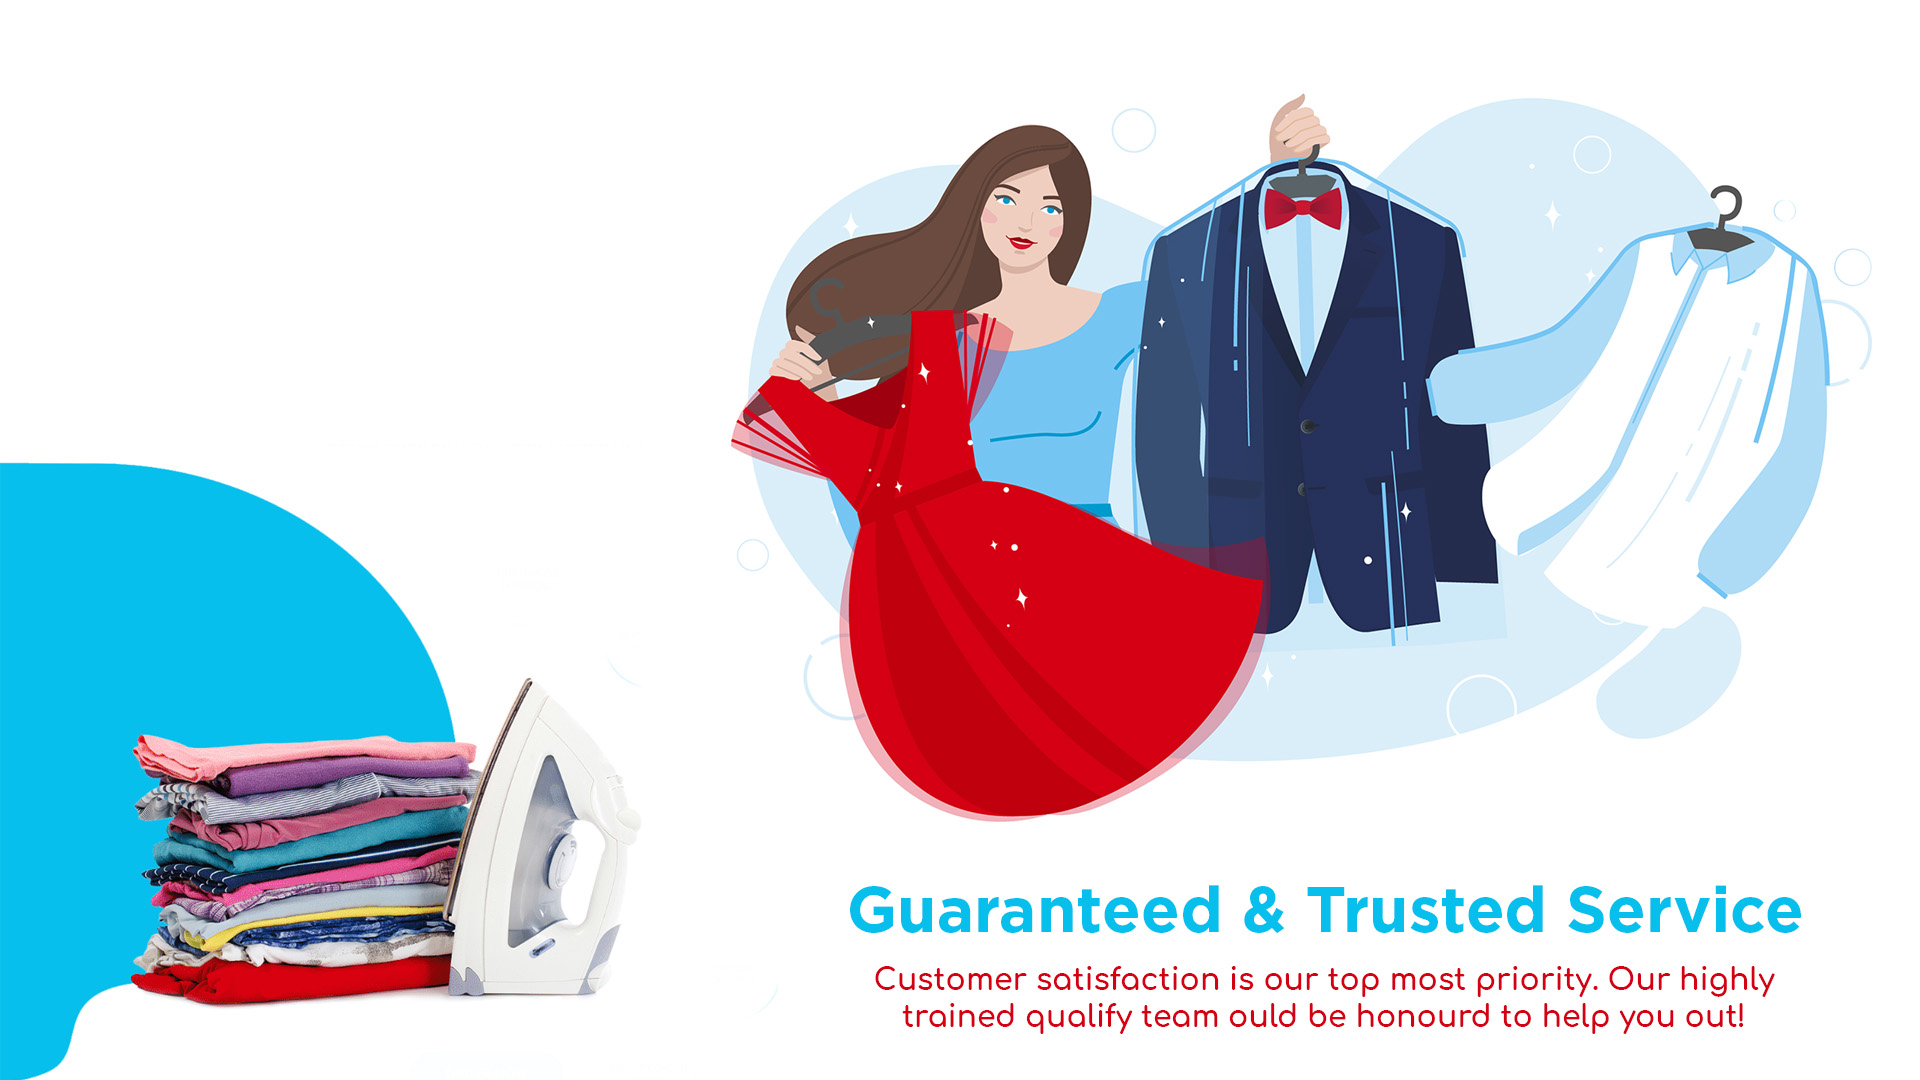 Guaranteed & Trusted Service
Customer satisfaction is our top most priority. Our highly
trained qualify team ould be honourd to help you out!